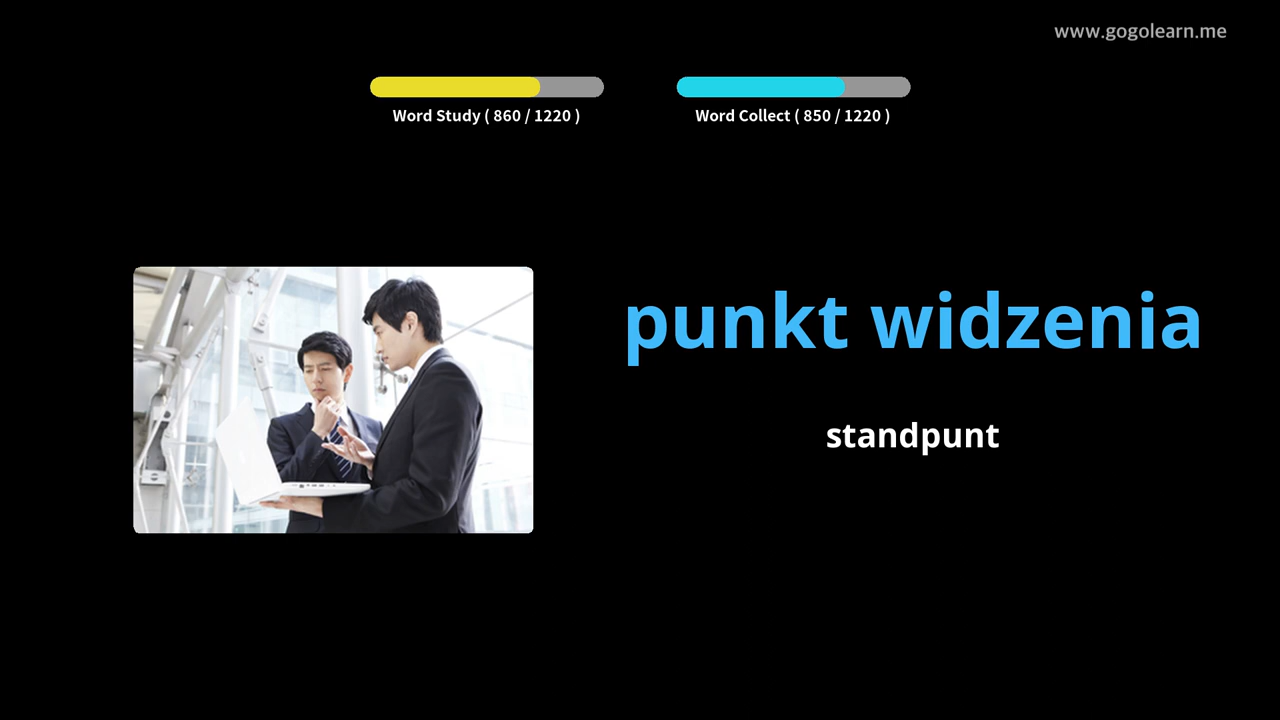 www.gogolearn.me
Word Study ( 860 / 1220 )
Word Collect ( 850 / 1220 )
punkt widzenia
standpunt